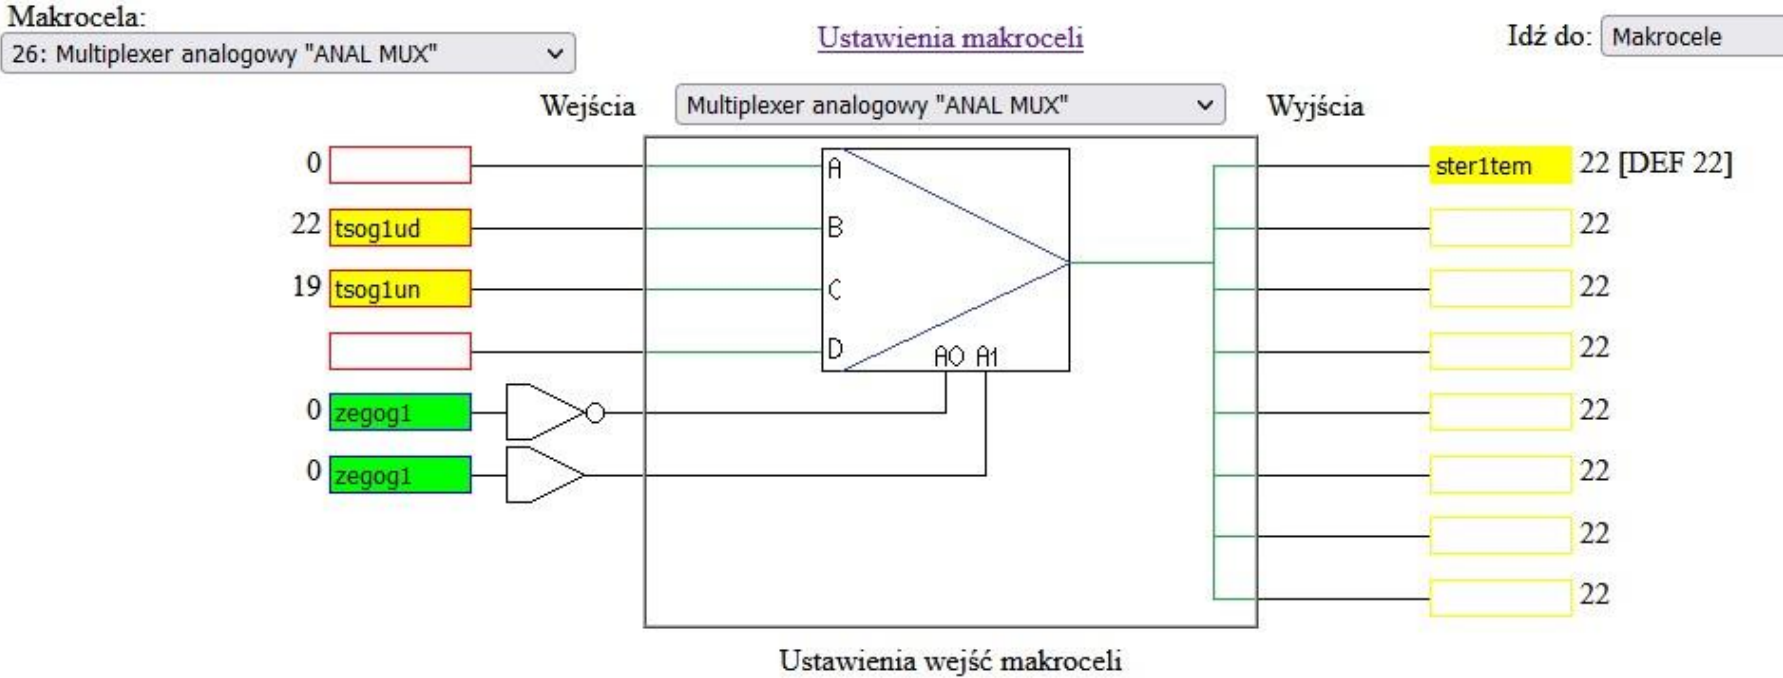 Makrocela:
26: Multiplexer analogowy "ANAL MUX"
Ustawienia makroceli
Idź do: Makrocele
Wejścia
Multiplexer analogowy "ANAL MUX"
Wyjścia
0
A
ster1tem 22 [DEF 22]
22 tsog1ud
B
22
19 tsog1un
C
22
D
22
A0 A1
0 zegog1
22
0 zegog1
22
22
22
Ustawienia wejść makroceli